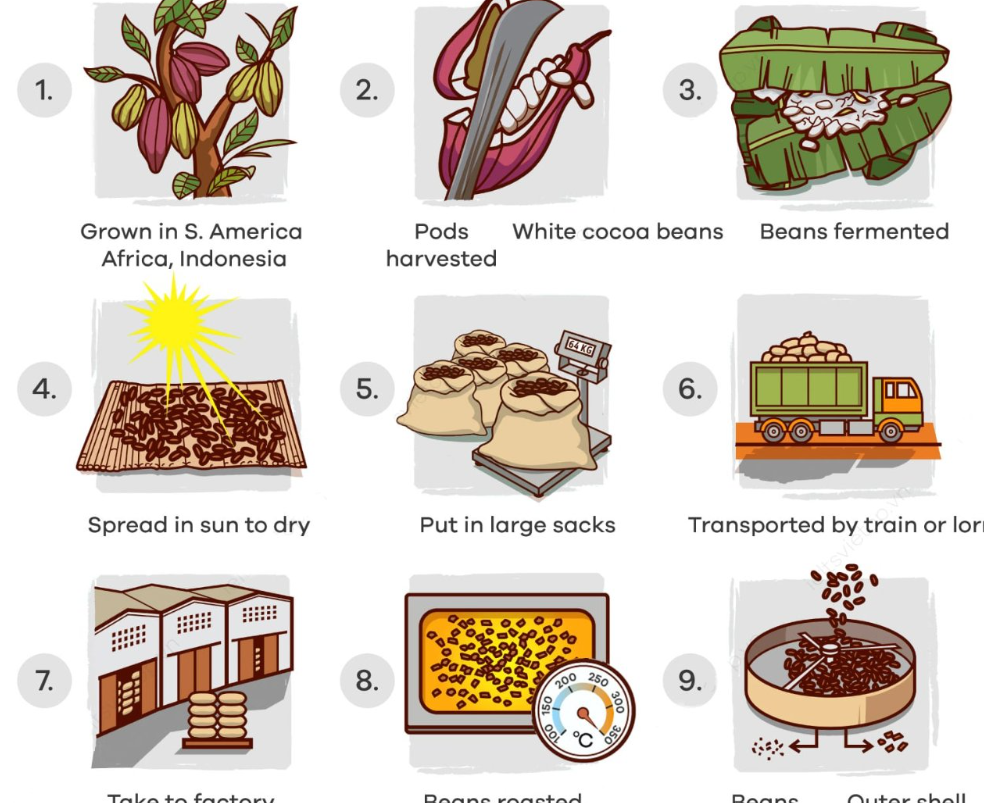 1.
2.
3.
Grown in S. America
Africa, Indonesia
Pods
harvested
White cocoa beans
Beans fermented
4.
5.
64 KG
6.
Spread in sun to dry
Put in large sacks
Transported by train or lorr
7.
8.
100 150 200 250 300 350
°C
9.
Take to factory
Beans roasted
Beans
Outer shell